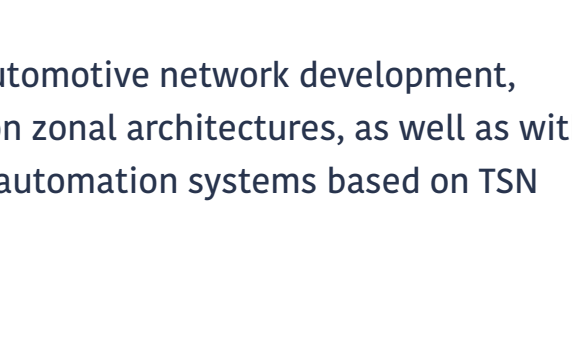 utomotive network development,
on zonal architectures, as well as wit
automation systems based on TSN